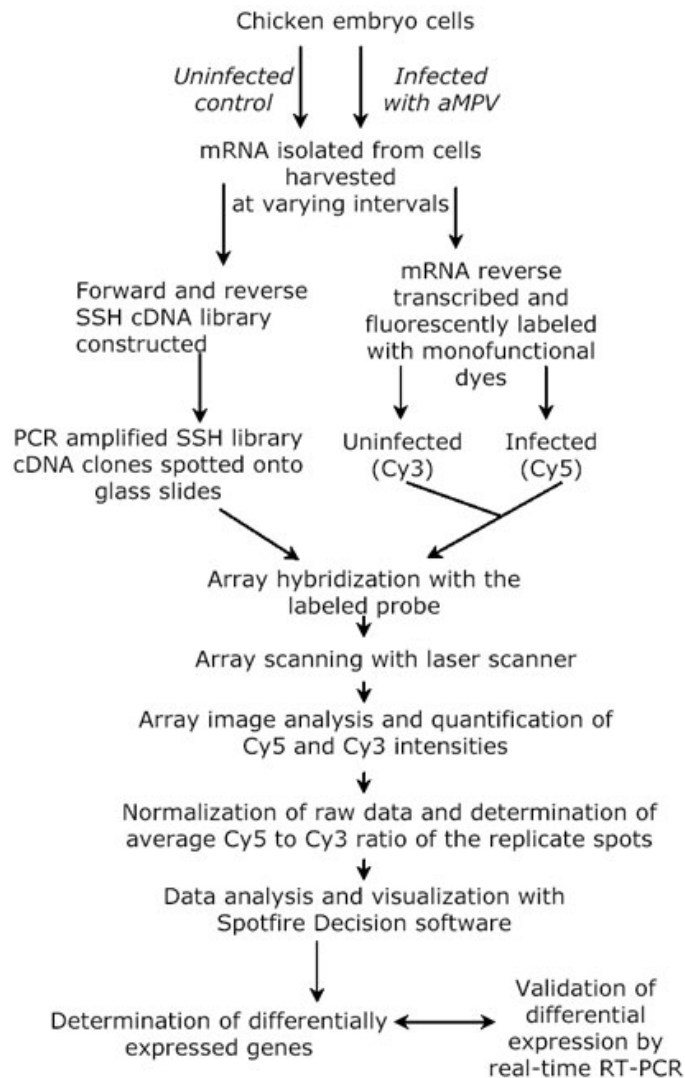 Chicken embryo cells
Uninfected
control
Infected
with aMPV
mRNA isolated from cells
harvested
at varying intervals
Forward and reverse
SSH cDNA library
constructed
mRNA reverse
transcribed and
fluorescently labeled
with monofunctional
dyes
PCR amplified SSH library
cDNA clones spotted onto
glass slides
Uninfected
(Cy3)
Infected
(Cy5)
Array hybridization with the
labeled probe
Array scanning with laser scanner
Array image analysis and quantification of
Cy5 and Cy3 intensities
Normalization of raw data and determination of
average Cy5 to Cy3 ratio of the replicate spots
Data analysis and visualization with
Spotfire Decision software
Determination of differentially
expressed genes
Validation of
differential
expression by
real-time RT-PCR